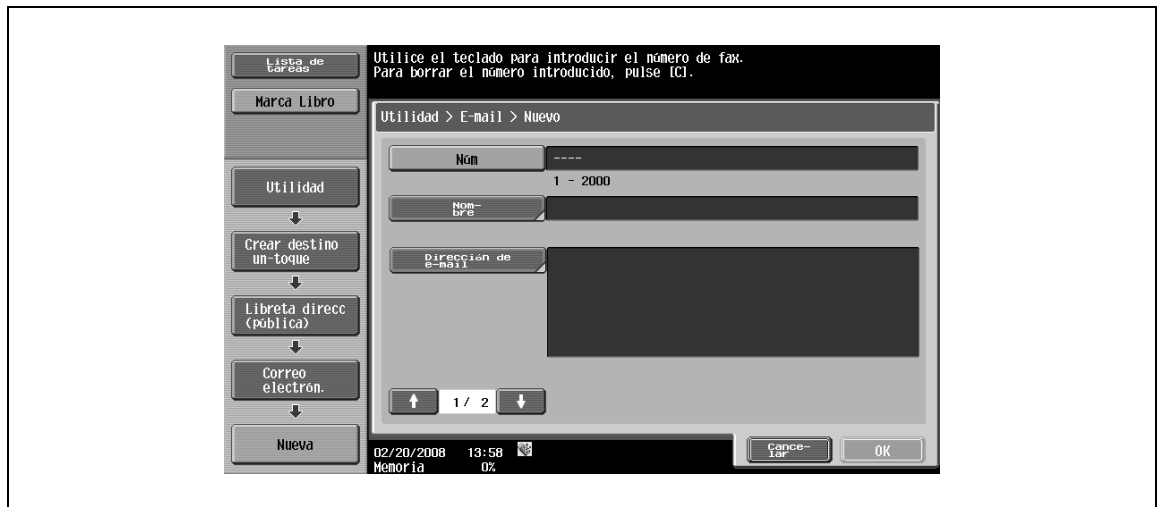 Lista de
tareas
Utilice el teclado para introducir el número de fax.
Para borrar el número introducido, pulse [C].
Marca Libro
Utilidad > E-mail > Nuevo
Núm
----
1 - 2000
Utilidad
Nom-
bre
Crear destino
un-toque
Dirección de
e-mail
Libreta direcc
(pública)
Correo
electrón.
1/ 2
Nueva
02/20/2008 13:58
Memoria 0%
Cance-
lar
OK